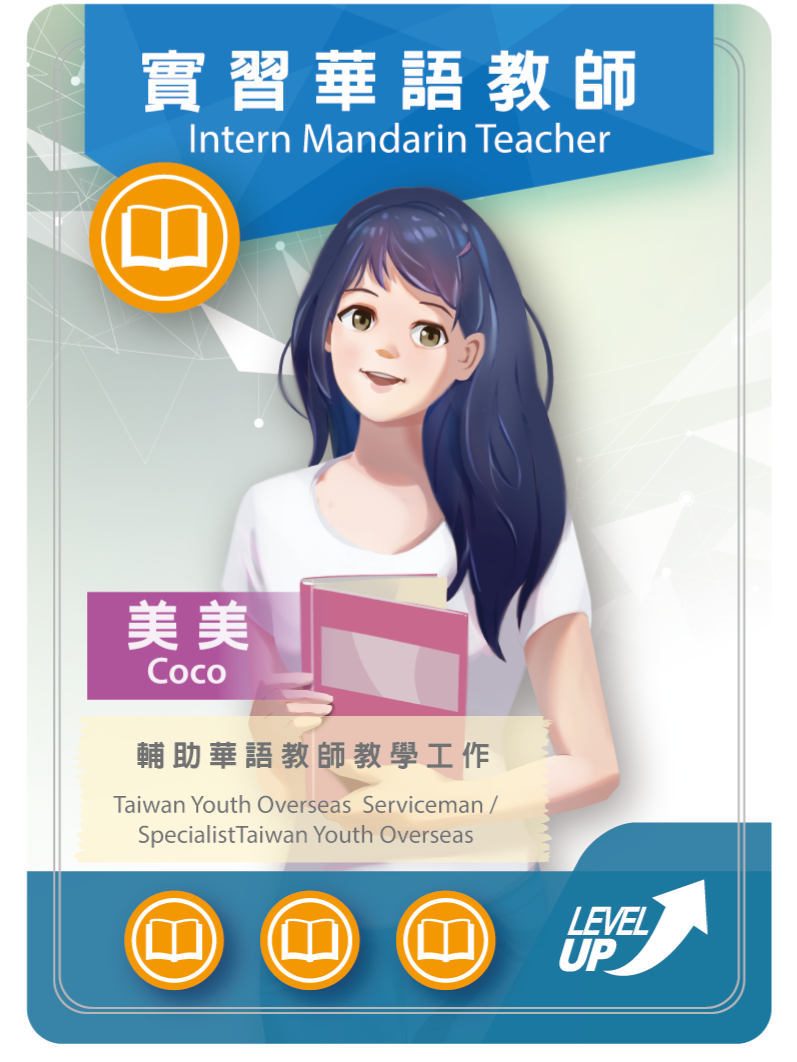 實習華語教師
Intern Mandarin Teacher
美美
Coco
輔助華語教師教學工作
Taiwan Youth Overseas Serviceman /
SpecialistTaiwan Youth Overseas
LEVEL
UP